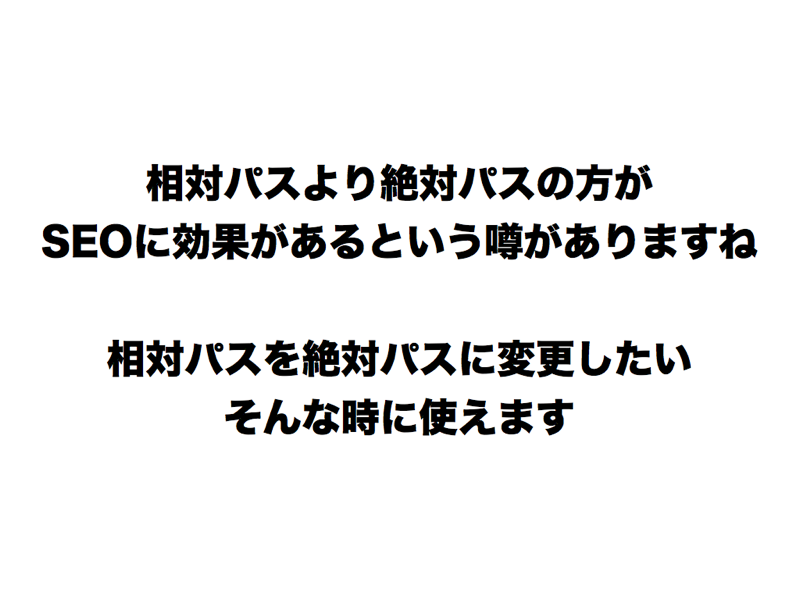 相対パスより絶対パスの方が
SEOに効果があるという噂がありますね
相対パスを絶対パスに変更したい
そんな時に使えます